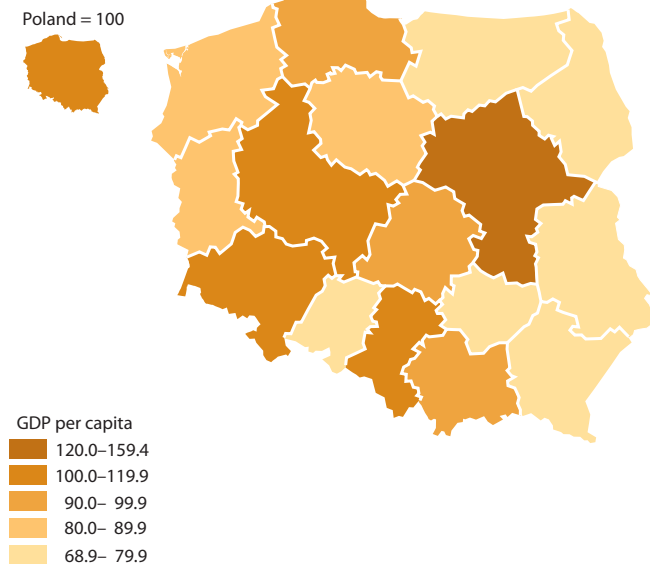 Poland = 100
GDP per capita
120.0–159.4
100.0–119.9
90.0– 99.9
80.0– 89.9
68.9– 79.9